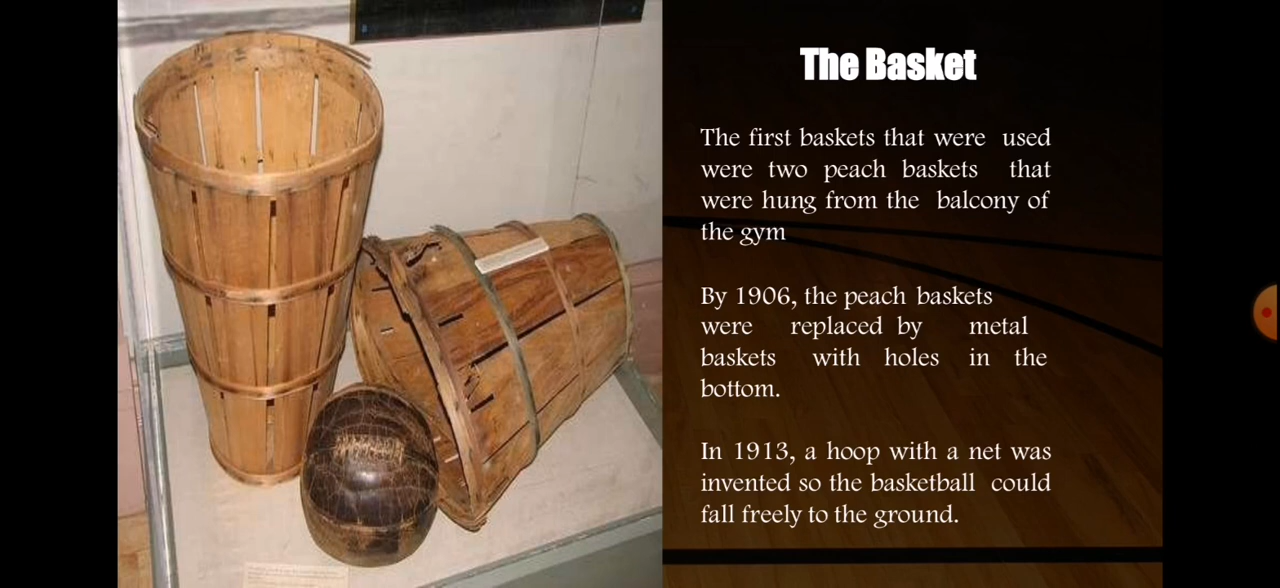 The Basket
The first baskets that were used
were two peach baskets that
were hung from the balcony of
the gym
By 1906, the peach baskets
were replaced by metal
baskets with holes in the
bottom.
In 1913, a hoop with a net was
invented so the basketball could
fall freely to the ground.